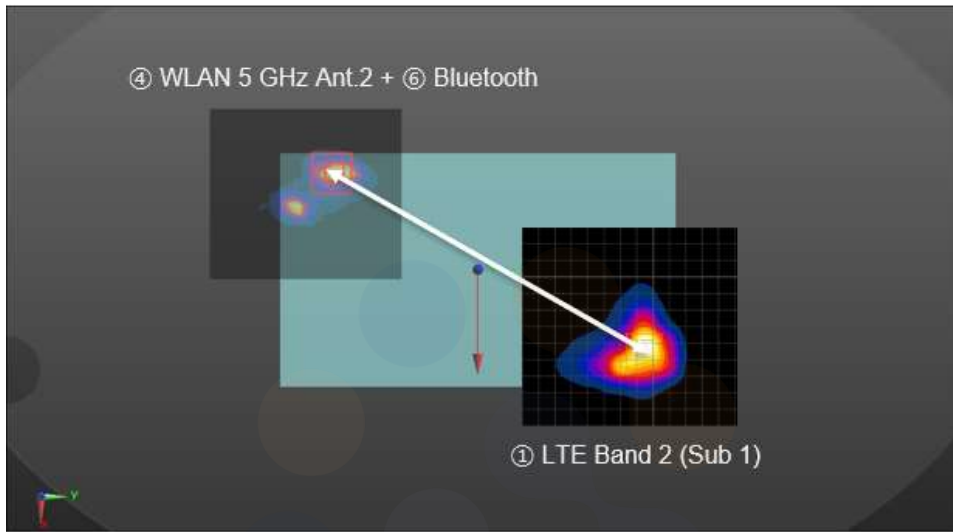 ④ WLAN 5 GHz Ant.2 + ⑥ Bluetooth
① LTE Band 2 (Sub 1)
y
x